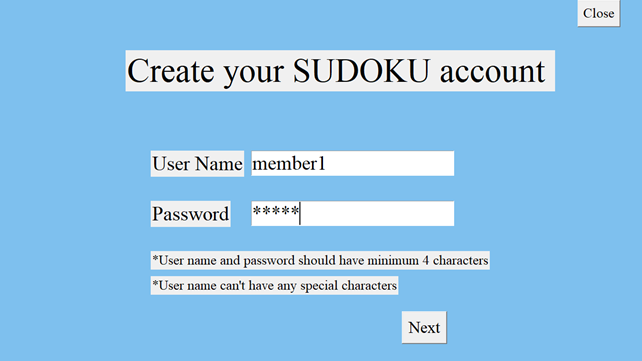 Close
Create your SUDOKU account
User Name member1
Password *****
*User name and password should have minimum 4 characters
*User name can't have any special characters
Next